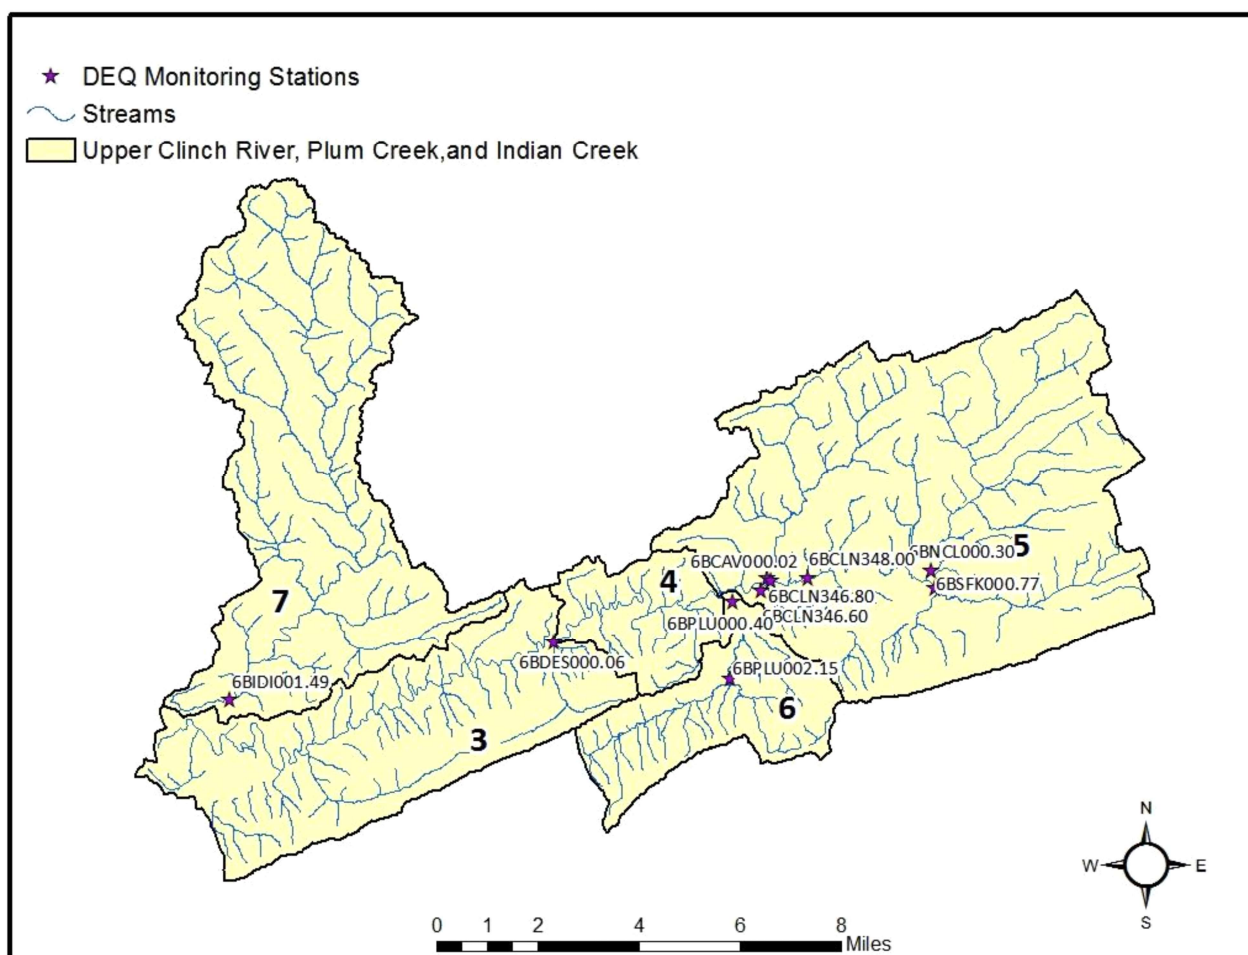 DEQ Monitoring Stations
Streams
Upper Clinch River, Plum Creek,and Indian Creek
6BNCL000.30
5
6BCAV000.02
6BCLN348.00
4
6BSFK000.77
6BCLN346.80
7
6BPLU000.40
6BCLN346.60
6BDES000.06
6BPLU002.15
6BIDI001.49
6
3
N
W
E
S
0 1 2 4 6 8
Miles